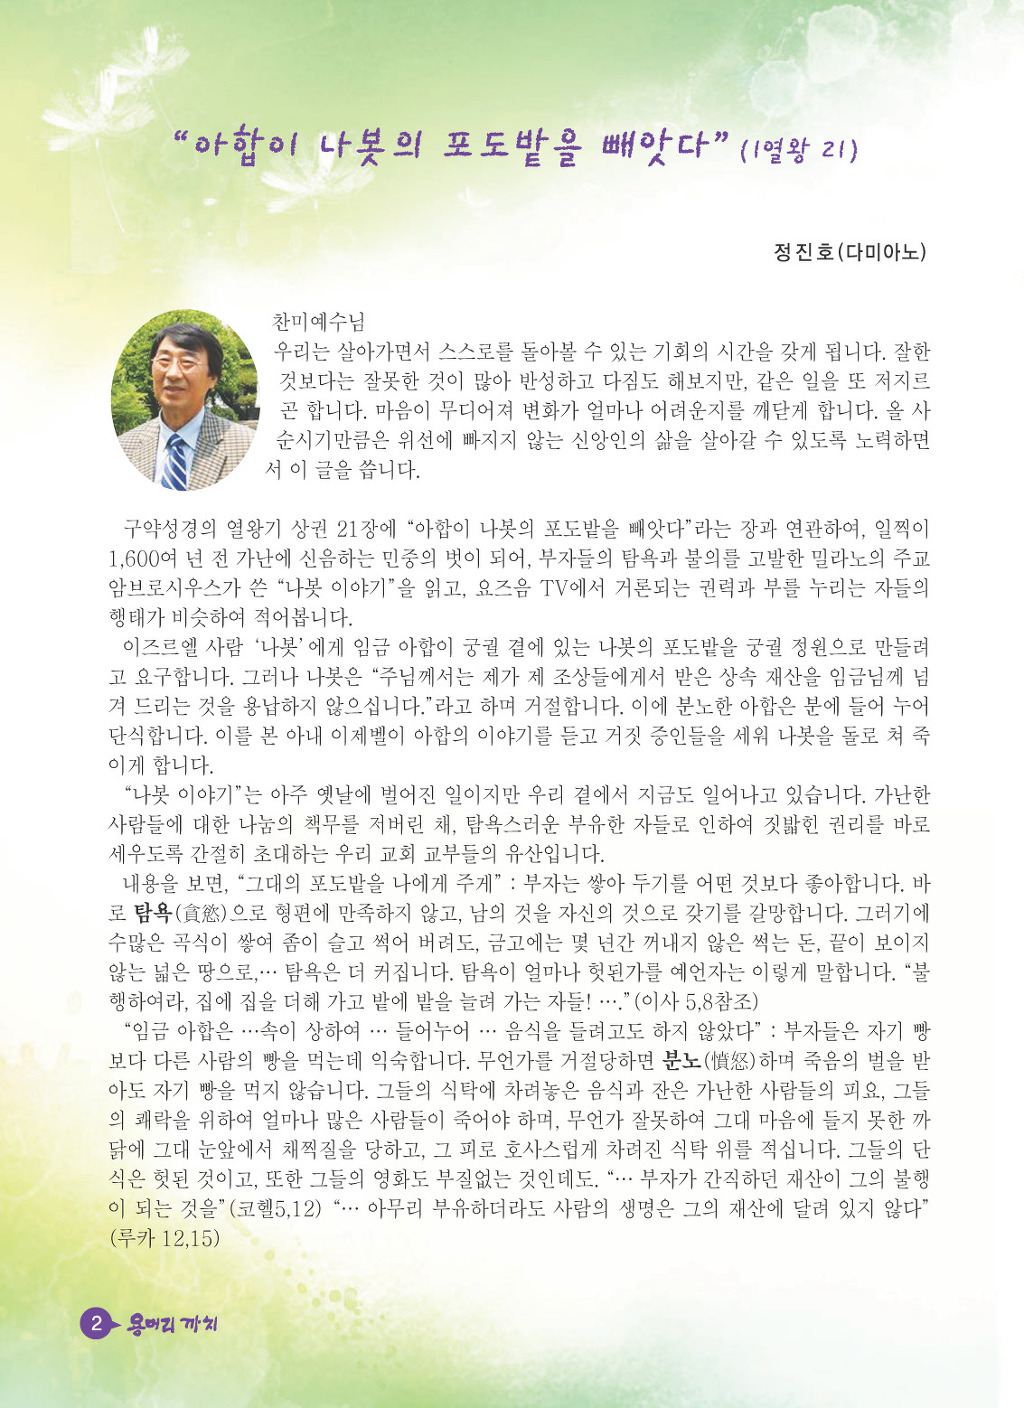 “아합이 나봇의 포도밭을 빼앗다” (1열왕 21)
정진호(다미아노)
찬미예수님
우리는 살아가면서 스스로를 돌아볼 수 있는 기회의 시간을 갖게 됩니다. 잘한
것보다는 잘못한 것이 많아 반성하고 다짐도 해보지만, 같은 일을 또 저지르
곤 합니다. 마음이 무디어져 변화가 얼마나 어려운지를 깨닫게 합니다. 올 사
순시기만큼은 위선에 빠지지 않는 신앙인의 삶을 살아갈 수 있도록 노력하면
서 이 글을 씁니다.
구약성경의 열왕기 상권 21장에 “아합이 나봇의 포도밭을 빼앗다”라는 장과 연관하여, 일찍이
1,600여 년 전 가난에 신음하는 민중의 벗이 되어, 부자들의 탐욕과 불의를 고발한 밀라노의 주교
암브로시우스가 쓴 “나봇 이야기”을 읽고, 요즈음 TV에서 거론되는 권력과 부를 누리는 자들의
행태가 비슷하여 적어봅니다.
이즈르엘 사람 ‘나봇’에게 임금 아합이 궁궐 곁에 있는 나봇의 포도밭을 궁궐 정원으로 만들려
고 요구합니다. 그러나 나봇은 “주님께서는 제가 제 조상들에게서 받은 상속 재산을 임금님께 넘
겨 드리는 것을 용납하지 않으십니다.”라고 하며 거절합니다. 이에 분노한 아합은 분에 들어 누어
단식합니다. 이를 본 아내 이제벨이 아합의 이야기를 듣고 거짓 증인들을 세워 나봇을 돌로 쳐 죽
이게 합니다.
“나봇 이야기”는 아주 옛날에 벌어진 일이지만 우리 곁에서 지금도 일어나고 있습니다. 가난한
사람들에 대한 나눔의 책무를 저버린 채, 탐욕스러운 부유한 자들로 인하여 짓밟힌 권리를 바로
세우도록 간절히 초대하는 우리 교회 교부들의 유산입니다.
내용을 보면, “그대의 포도밭을 나에게 주게” : 부자는 쌓아 두기를 어떤 것보다 좋아합니다. 바
로 탐욕(貪慾)으로 형편에 만족하지 않고, 남의 것을 자신의 것으로 갖기를 갈망합니다. 그러기에
수많은 곡식이 쌓여 좀이 슬고 썩어 버려도, 금고에는 몇 년간 꺼내지 않은 썩는 돈, 끝이 보이지
않는 넓은 땅으로,… 탐욕은 더 커집니다. 탐욕이 얼마나 헛된가를 예언자는 이렇게 말합니다. “불
행하여라, 집에 집을 더해 가고 밭에 밭을 늘려 가는 자들! ….”(이사 5,8참조)
“임금 아합은 …속이 상하여 … 들어누어 … 음식을 들려고도 하지 않았다” : 부자들은 자기 빵
보다 다른 사람의 빵을 먹는데 익숙합니다. 무언가를 거절당하면 분노(憤怒)하며 죽음의 벌을 받
아도 자기 빵을 먹지 않습니다. 그들의 식탁에 차려놓은 음식과 잔은 가난한 사람들의 피요, 그들
의 쾌락을 위하여 얼마나 많은 사람들이 죽어야 하며, 무언가 잘못하여 그대 마음에 들지 못한 까
닭에 그대 눈앞에서 채찍질을 당하고, 그 피로 호사스럽게 차려진 식탁 위를 적십니다. 그들의 단
식은 헛된 것이고, 또한 그들의 영화도 부질없는 것인데도. “… 부자가 간직하던 재산이 그의 불행
이 되는 것을”(코헬5,12) “… 아무리 부유하더라도 사람의 생명은 그의 재산에 달려 있지 않다”
(루카 12,15)
2 용머리 까치